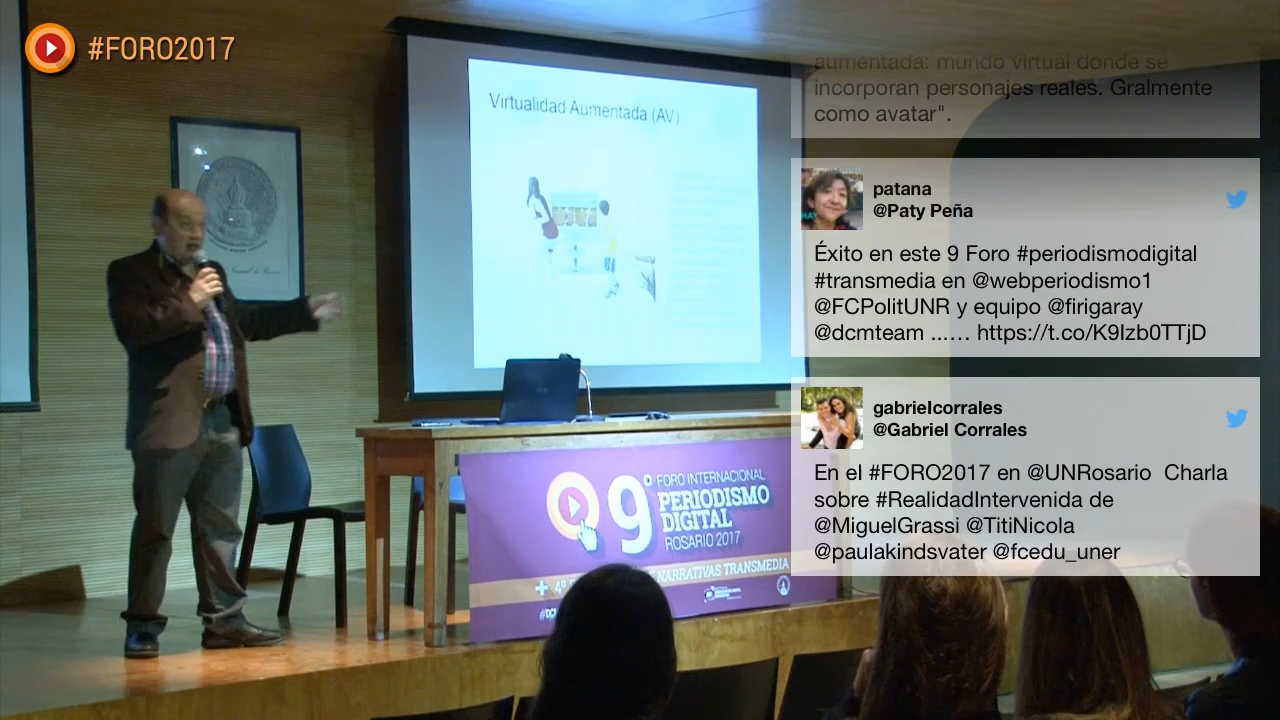 #FORO2017
Virtualidad Aumentada (AV)
aumentada: mundo virtual donde se
incorporan personajes reales. Gralmente
como avatar".
patana
@Paty Peña
Éxito en este 9 Foro #periodismodigital
#transmedia en @webperiodismo1
@FCPolitUNR y equipo @firigaray
@dcmteam ...… https://t.co/K9Izb0TTjD
gabrielcorrales
@Gabriel Corrales
En el #FORO2017 en @UNRosario Charla
sobre #RealidadIntervenida de
@MiguelGrassi @TitiNicola
@paulakindsvater @fcedu_uner
9° FORO INTERNACIONAL
PERIODISMO
DIGITAL
ROSARIO 2017
+ 4º NARRATIVAS TRANSMEDIA